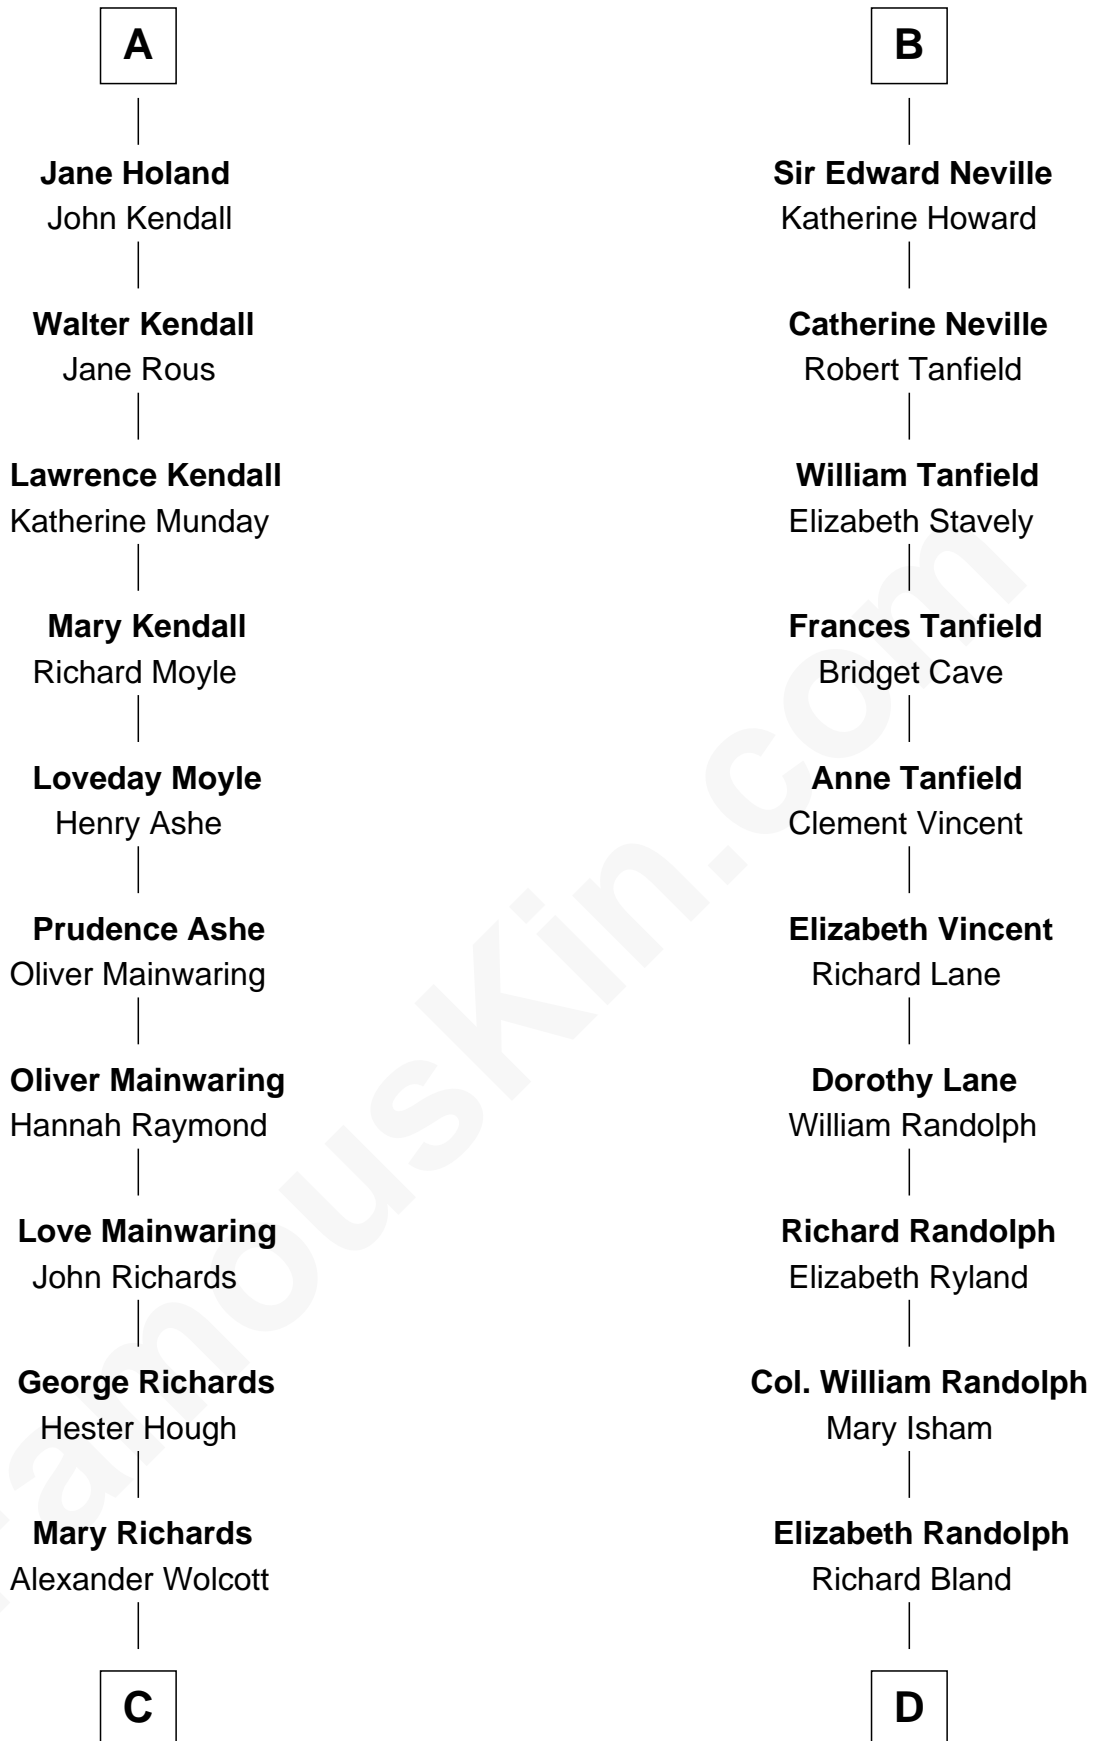 A
Jane Holand
John Kendall
Walter Kendall
Jane Rous
Lawrence Kendall
Katherine Munday
Mary Kendall
Richard Moyle
Loveday Moyle
Henry Ashe
Prudence Ashe
Oliver Mainwaring
Oliver Mainwaring
Hannah Raymond
Love Mainwaring
John Richards
George Richards
Hester Hough
Mary Richards
Alexander Wolcott
C
B
Sir Edward Neville
Katherine Howard
Catherine Neville
Robert Tanfield
William Tanfield
Elizabeth Stavely
Frances Tanfield
Bridget Cave
Anne Tanfield
Clement Vincent
Elizabeth Vincent
Richard Lane
Dorothy Lane
William Randolph
Richard Randolph
Elizabeth Ryland
Col. William Randolph
Mary Isham
Elizabeth Randolph
Richard Bland
D
FamousKin.com